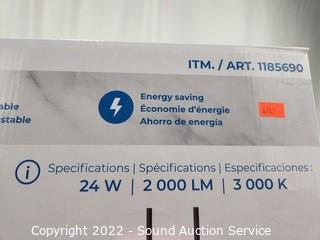 ITM. / ART. 1185690
able
stable
Energy saving
Économie d'énergie
Ahorro de energía
Specifications | Spécifications | Especificaciones :
24 W | 2 000 LM | 3 000 K
Copyright 2022 - Sound Auction Service